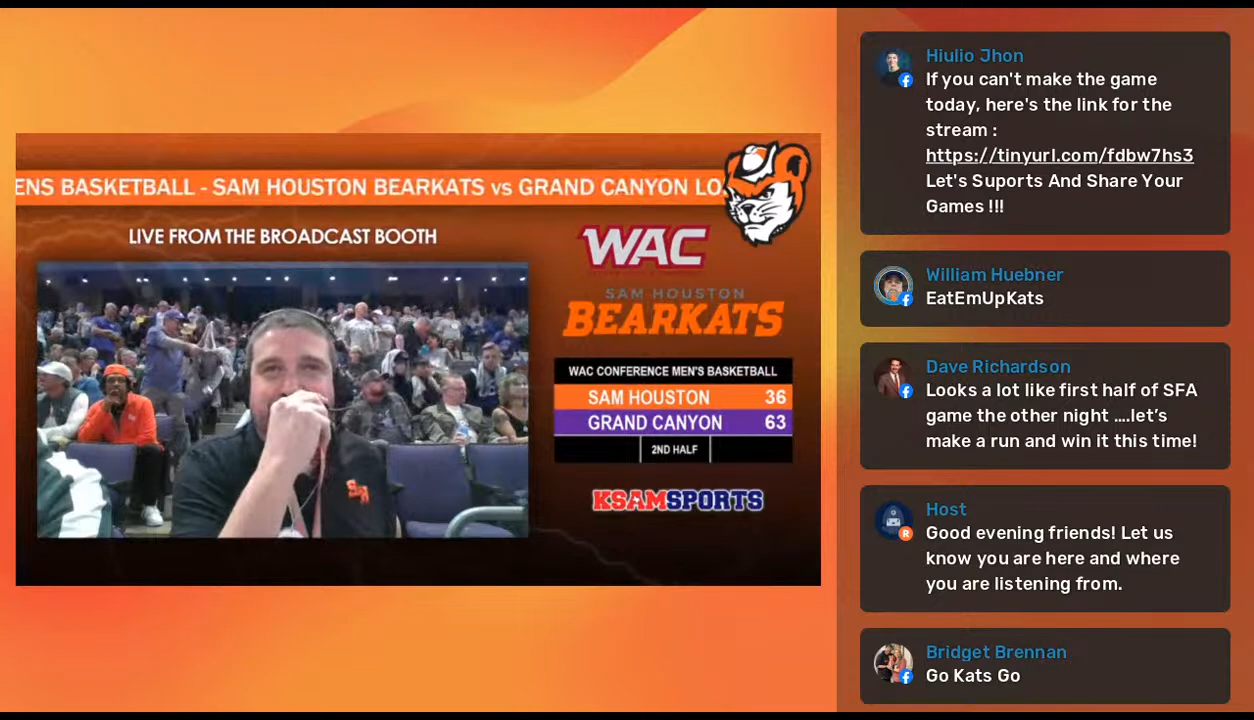 ENS BASKETBALL - SAM HOUSTON BEARKATS vs GRAND CANYON LO
LIVE FROM THE BROADCAST BOOTH
WAC
SAM HOUSTON
BEARKATS
WAC CONFERENCE MEN'S BASKETBALL
SAM HOUSTON 36
GRAND CANYON 63
2ND HALF
KSAMSPORTS
Hiulio Jhon
If you can't make the game
today, here's the link for the
stream :
https://tinyurl.com/fdbw7hs3
Let's Suports And Share Your
Games !!!
William Huebner
EatEmUpKats
Dave Richardson
Looks a lot like first half of SFA
game the other night ....let's
make a run and win it this time!
Host
Good evening friends! Let us
know you are here and where
you are listening from.
Bridget Brennan
Go Kats Go